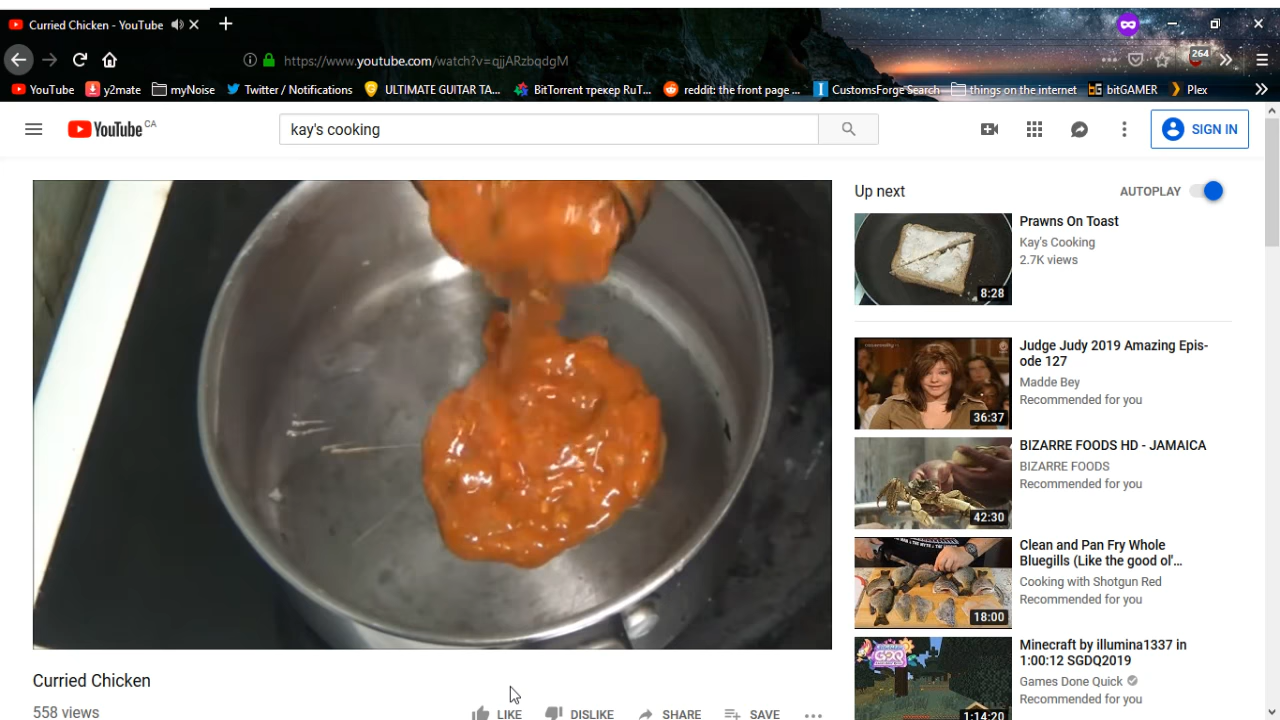 Curried Chicken - YouTube
https://www.youtube.com/watch?v=qjjARzbqdgM
264
YouTube
y2mate
myNoise
Twitter / Notifications
ULTIMATE GUITAR TA...
BitTorrent трекер RuT...
reddit: the front page ...
CustomsForge Search
things on the internet
bitGAMER
Plex
YouTube CA
kay's cooking
SIGN IN
Up next
AUTOPLAY
Prawns On Toast
Kay's Cooking
2.7K views
8:28
Judge Judy 2019 Amazing Epis-
ode 127
Madde Bey
Recommended for you
36:37
BIZARRE FOODS HD - JAMAICA
BIZARRE FOODS
Recommended for you
42:30
Clean and Pan Fry Whole
Bluegills (Like the good ol'...
Cooking with Shotgun Red
Recommended for you
18:00
Minecraft by illumina1337 in
1:00:12 SGDQ2019
Games Done Quick
Recommended for you
1:14:20
Curried Chicken
558 views
LIKE
DISLIKE
SHARE
SAVE